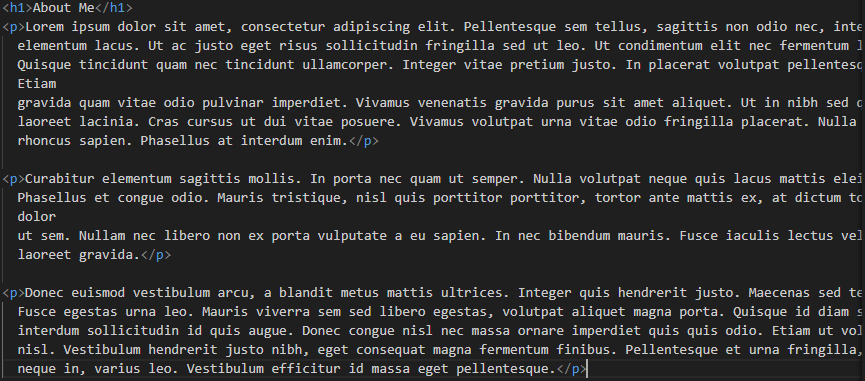 <h1>About Me</h1>
<p>Lorem ipsum dolor sit amet, consectetur adipiscing elit. Pellentesque sem tellus, sagittis non odio nec,
elementum lacus. Ut ac justo eget risus sollicitudin fringilla sed ut leo. Ut condimentum elit nec fermentum
Quisque tincidunt quam nec tincidunt ullamcorper. Integer vitae pretium justo. In placerat volutpat
Etiam
gravida quam vitae odio pulvinar imperdiet. Vivamus venenatis gravida purus sit amet aliquet. Ut in nibh sed
laoreet lacinia. Cras cursus ut dui vitae posuere. Vivamus volutpat urna vitae odio fringilla placerat. Nulla
rhoncus sapien. Phasellus at interdum enim.</p>
<p>Curabitur elementum sagittis mollis. In porta nec quam ut semper. Nulla volutpat neque quis lacus mattis
Phasellus et congue odio. Mauris tristique, nisl quis porttitor porttitor, tortor ante mattis ex, at dictum
dolor
ut sem. Nullam nec libero non ex porta vulputate a eu sapien. In nec bibendum mauris. Fusce iaculis lectus
laoreet gravida.</p>
<p>Donec euismod vestibulum arcu, a blandit metus mattis ultrices. Integer quis hendrerit justo. Maecenas sed
Fusce egestas urna leo. Mauris viverra sem sed libero egestas, volutpat aliquet magna porta. Quisque id diam
interdum sollicitudin id quis augue. Donec congue nisl nec massa ornare imperdiet quis quis odio. Etiam ut
nisl. Vestibulum hendrerit justo nibh, eget consequat magna fermentum finibus. Pellentesque et urna fringilla,
neque in, varius leo. Vestibulum efficitur id massa eget pellentesque.</p>